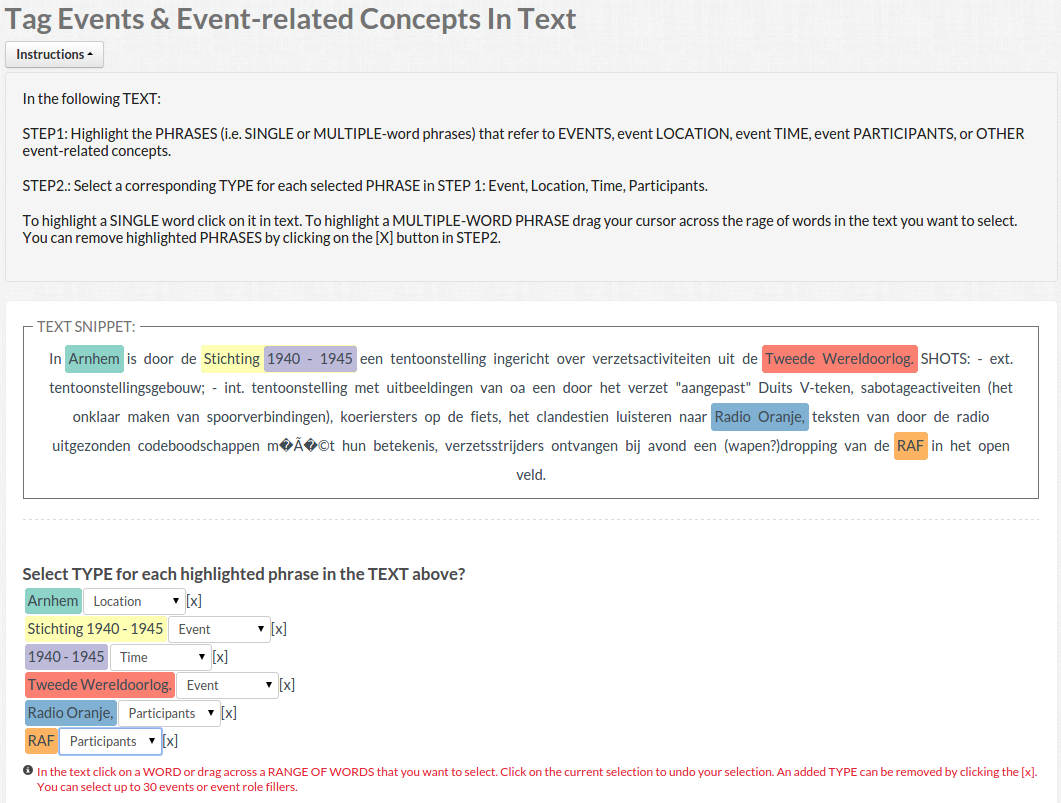 Tag Events & Event-related Concepts In Text
Instructions
In the following TEXT:
STEP1: Highlight the PHRASES (i.e. SINGLE or MULTIPLE-word phrases) that refer to EVENTS, event LOCATION, event TIME, event PARTICIPANTS, or OTHER
event-related concepts.
STEP2.: Select a corresponding TYPE for each selected PHRASE in STEP 1: Event, Location, Time, Participants.
To highlight a SINGLE word click on it in text. To highlight a MULTIPLE-WORD PHRASE drag your cursor across the rage of words in the text you want to select.
You can remove highlighted PHRASES by clicking on the [X] button in STEP2.
TEXT SNIPPET:
In Arnhem is door de Stichting 1940 - 1945 een tentoonstelling ingericht over verzetsactiviteiten uit de Tweede Wereldoorlog. SHOTS: - ext.
tentoonstellingsgebouw; - int. tentoonstelling met uitbeeldingen van oa een door het verzet "aangepast" Duits V-teken, sabotageactiveiten (het
onklaar maken van spoorverbindingen), koeriersters op de fiets, het clandestien luisteren naar Radio Oranje, teksten van door de radio
uitgezonden codeboodschappen m�Ã�©t hun betekenis, verzetsstrijders ontvangen bij avond een (wapen?)dropping van de RAF in het open
veld.
Select TYPE for each highlighted phrase in the TEXT above?
Arnhem Location [x]
Stichting 1940 - 1945 Event [x]
1940 - 1945 Time [x]
Tweede Wereldoorlog. Event [x]
Radio Oranje, Participants [x]
RAF Participants [x]
In the text click on a WORD or drag across a RANGE OF WORDS that you want to select. Click on the current selection to undo your selection. An added TYPE can be removed by clicking the [x].
You can select up to 30 events or event role fillers.